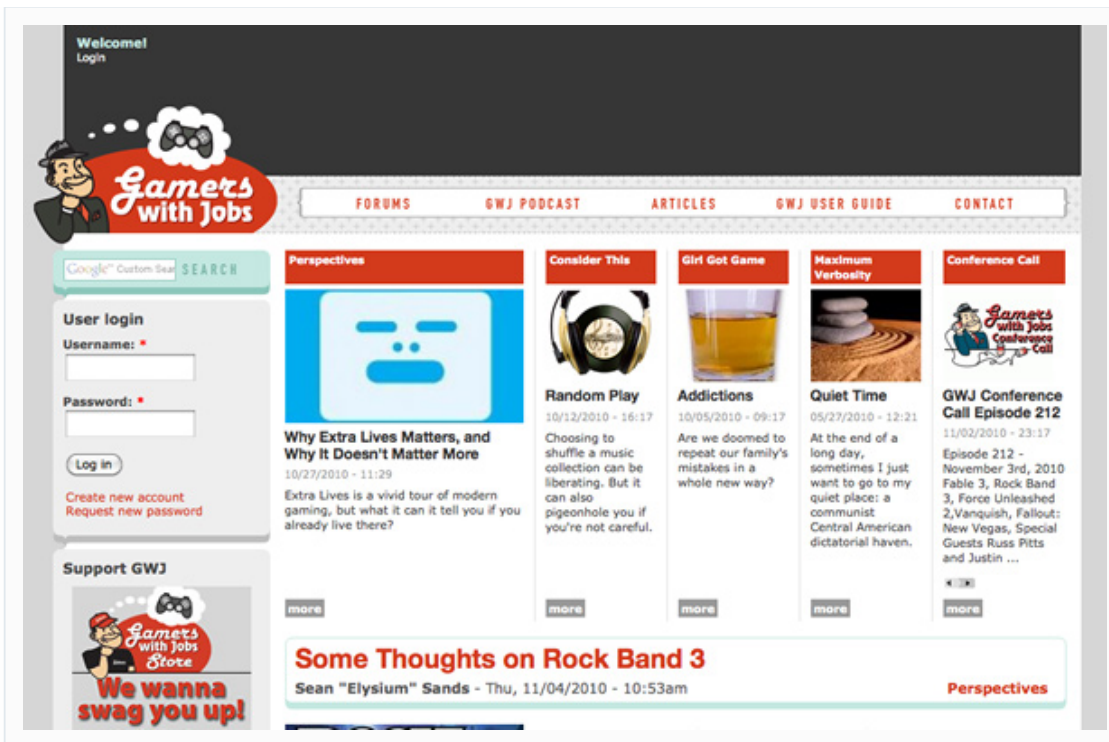 Welcome!
Login
Gamers
with Jobs
FORUMS
GWJ PODCAST
ARTICLES
GWJ USER GUIDE
CONTACT
Google™ Custom Sear
SEARCH
User login
Username: *
Password: *
Log in
Create new account
Request new password
Support GWJ
Gamers
with Jobs
Store
We wanna
swag you up!
Perspectives
Why Extra Lives Matters, and
Why It Doesn't Matter More
10/27/2010 - 11:29
Extra Lives is a vivid tour of modern
gaming, but what it can it tell you if you
already live there?
more
Consider This
Random Play
10/12/2010 - 16:17
Choosing to
shuffle a music
collection can be
liberating. But it
can also
pigeonhole you if
you're not careful.
more
Girl Got Game
Addictions
10/05/2010 - 09:17
Are we doomed to
repeat our family's
mistakes in a
whole new way?
more
Maximum
Verbosity
Quiet Time
05/27/2010 - 12:21
At the end of a
long day,
sometimes I just
want to go to my
quiet place: a
communist
Central American
dictatorial haven.
more
Conference Call
Gamers
with Jobs
Conference
Call
GWJ Conference
Call Episode 212
11/02/2010 - 23:17
Episode 212 -
November 3rd, 2010
Fable 3, Rock Band
3, Force Unleashed
2,Vanquish, Fallout:
New Vegas, Special
Guests Russ Pitts
and Justin ...
more
Some Thoughts on Rock Band 3
Sean "Elysium" Sands - Thu, 11/04/2010 - 10:53am
Perspectives